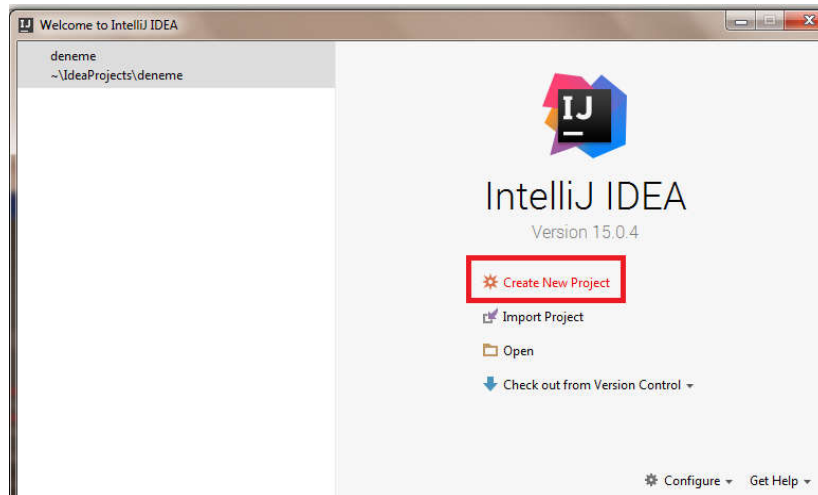 Welcome to IntelliJ IDEA
deneme
~\IdeaProjects\deneme
IJ
IntelliJ IDEA
Version 15.0.4
Create New Project
Import Project
Open
Check out from Version Control
Configure
Get Help